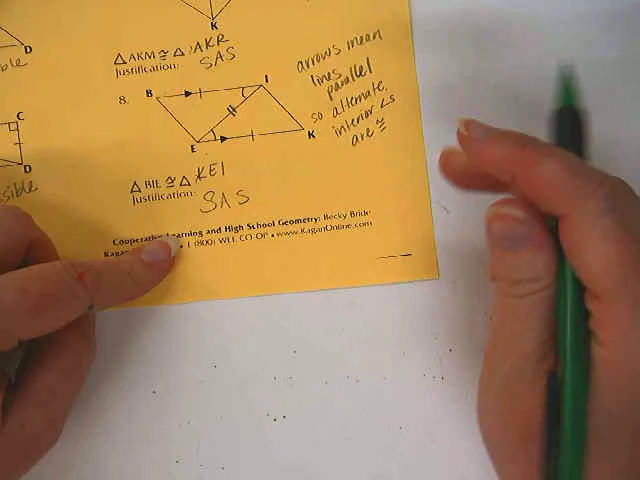 K
D
△AKM ≅ △ AKR
Justification: SAS
8.
B
I
E
K
arrows mean
lines
parallel
so alternate
interior ∠s
are ≅
C
D
△ BIE ≅ △ KEI
Justification: SAS
Cooperative Learning and High School Geometry: Becky Bride
Kagan • 1 (800) WEE CO-OP • www.KaganOnline.com